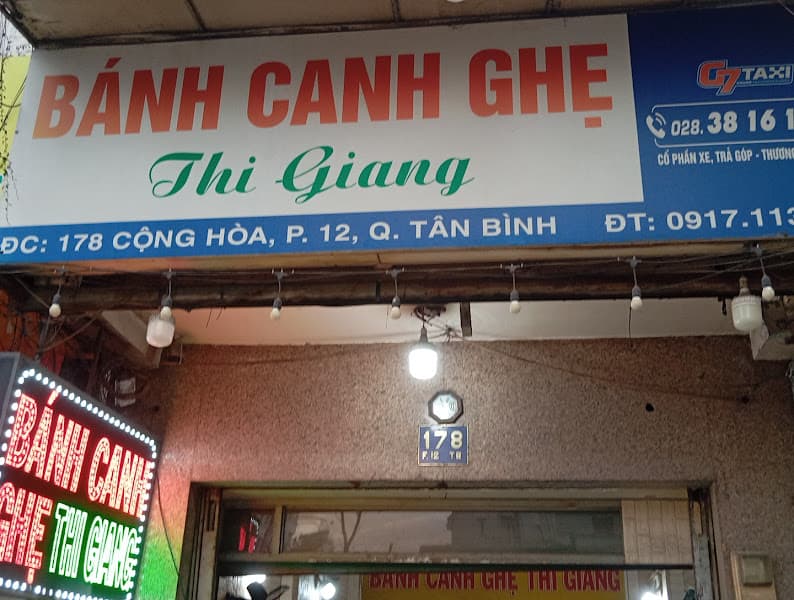 BÁNH CANH GHẸ
Thi Giang
ĐC: 178 CỘNG HÒA, P. 12, Q. TÂN BÌNH ĐT: 0917.113
G7 TAXI
028. 38 16 1
CỔ PHẦN XE, TRẢ GÓP - THƯƠNG
178
F. 12 TB
BÁNH CANH
GHẸ THI GIANG
BÁNH CANH GHẸ THI GIANG